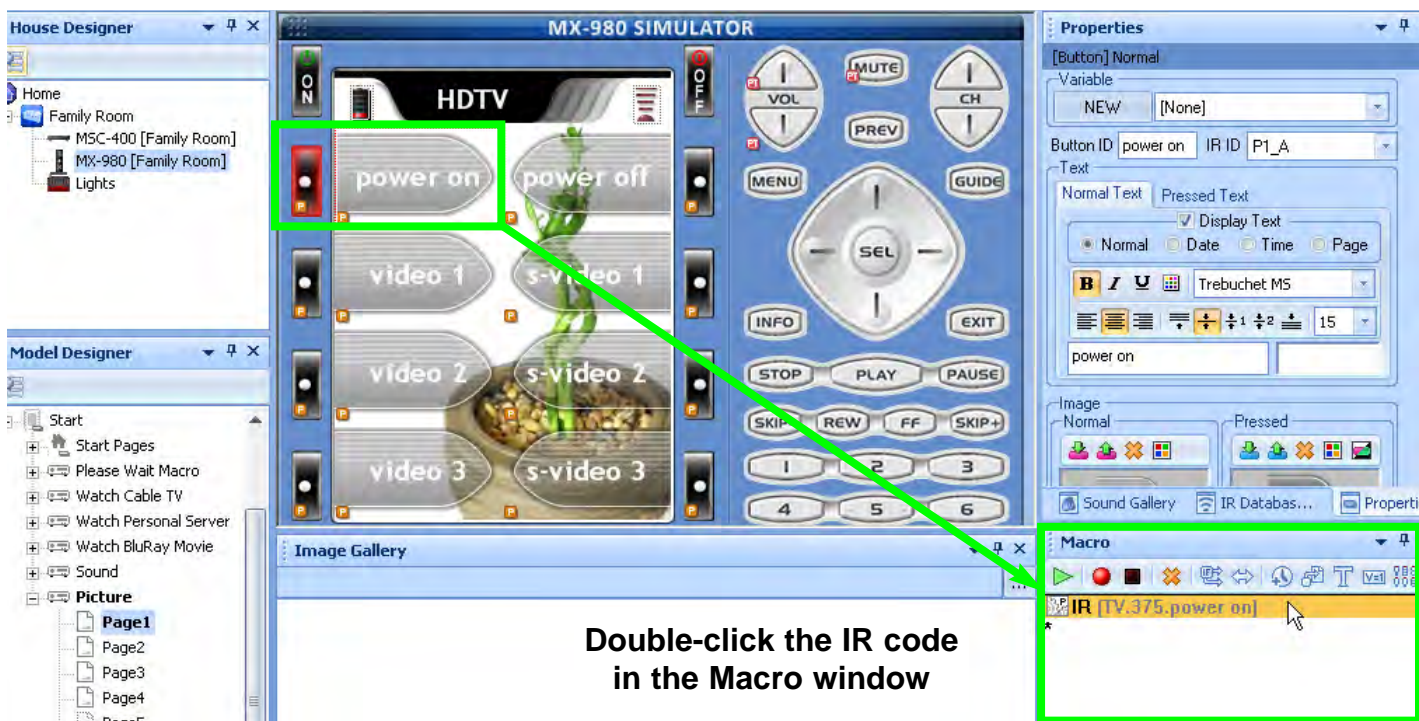 House Designer
Home
Family Room
MSC-400 [Family Room]
MX-980 [Family Room]
Lights
Model Designer
Start
Start Pages
Please Wait Macro
Watch Cable TV
Watch Personal Server
Watch BluRay Movie
Sound
Picture
Page1
Page2
Page3
Page4
MX-980 SIMULATOR
ON
HDTV
OFF
power on
power off
video 1
s-video 1
video 2
s-video 2
video 3
s-video 3
VOL
MUTE
CH
PREV
MENU
GUIDE
SEL
INFO
EXIT
STOP
PLAY
PAUSE
SKIP-
REW
FF
SKIP+
1
2
3
4
5
6
Image Gallery
Double-click the IR code
in the Macro window
Properties
[Button] Normal
Variable
NEW [None]
Button ID power on IR ID P1_A
Text
Normal Text Pressed Text
Display Text
Normal Date Time Page
B I U Trebuchet MS
1 2 15
power on
Image
Normal Pressed
Sound Gallery IR Databas... Properti
Macro
V=1
IR [TV.375.power on]
*